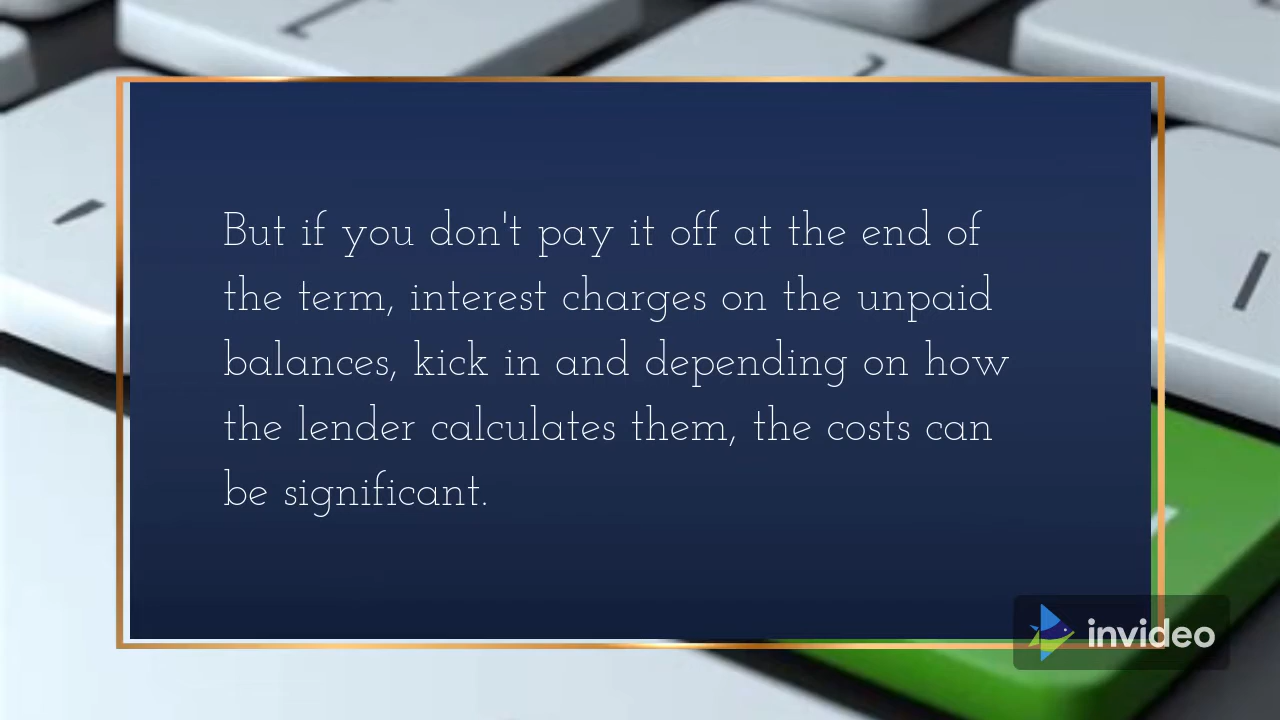 But if you don't pay it off at the end of
the term, interest charges on the unpaid
balances, kick in and depending on how
the lender calculates them, the costs can
be significant.
invideo